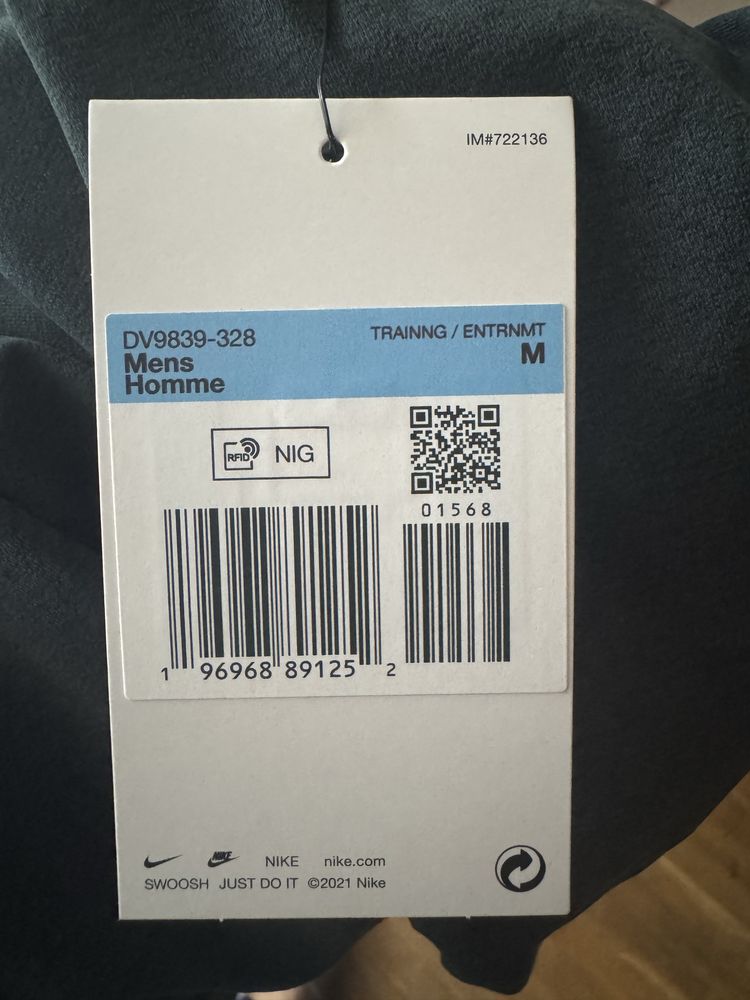 IM#722136
DV9839-328
TRAINNG / ENTRNMT
Mens
M
Homme
RFID NIG
01568
1 96968 89125 2
NIKE NIKE nike.com
SWOOSH JUST DO IT ©2021 Nike